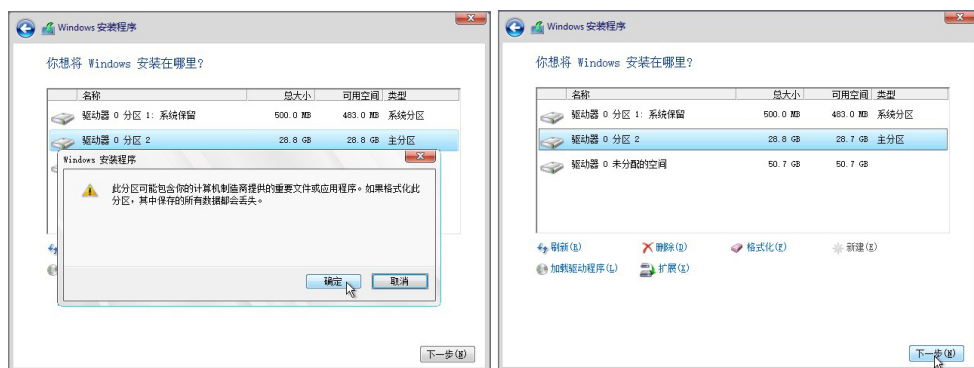 Windows 安装程序
你想将 Windows 安装在哪里?
名称 总大小 可用空间 类型
驱动器 0 分区 1: 系统保留 500.0 MB 483.0 MB 系统分区
驱动器 0 分区 2 28.8 GB 28.8 GB 主分区
Windows 安装程序
此分区可能包含你的计算机制造商提供的重要文件或应用程序。如果格式化此
分区,其中保存的所有数据都会丢失。
确定 取消
下一步(N)
Windows 安装程序
你想将 Windows 安装在哪里?
名称 总大小 可用空间 类型
驱动器 0 分区 1: 系统保留 500.0 MB 483.0 MB 系统分区
驱动器 0 分区 2 28.8 GB 28.7 GB 主分区
驱动器 0 未分配的空间 50.7 GB 50.7 GB
刷新(R) 删除(D) 格式化(F) 新建(E)
加载驱动程序(L) 扩展(X)
下一步(N)